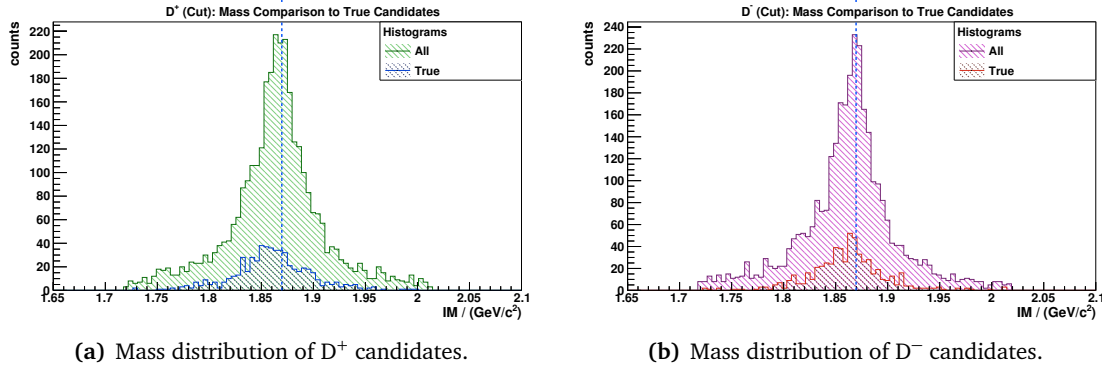 D⁺ (Cut): Mass Comparison to True Candidates
counts
220
200
180
160
140
120
100
80
60
40
20
0
Histograms
All
True
1.65 1.7 1.75 1.8 1.85 1.9 1.95 2 2.05 2.1
IM / (GeV/c²)
(a) Mass distribution of D⁺ candidates.
D⁻ (Cut): Mass Comparison to True Candidates
counts
240
220
200
180
160
140
120
100
80
60
40
20
0
Histograms
All
True
1.65 1.7 1.75 1.8 1.85 1.9 1.95 2 2.05 2.1
IM / (GeV/c²)
(b) Mass distribution of D⁻ candidates.